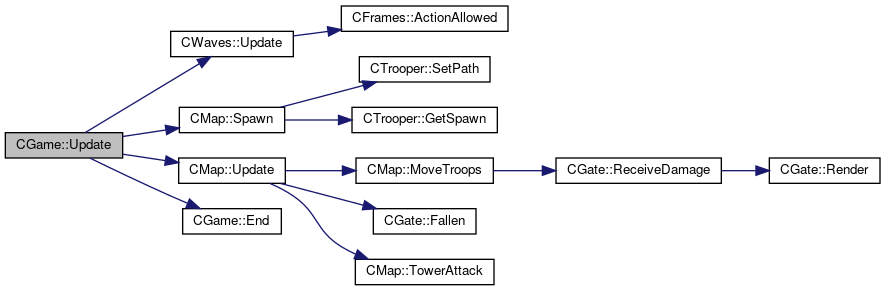 CFrames::ActionAllowed
CWaves::Update
CTrooper::SetPath
CMap::Spawn
CTrooper::GetSpawn
CGame::Update
CMap::Update
CMap::MoveTroops
CGate::ReceiveDamage
CGate::Render
CGame::End
CGate::Fallen
CMap::TowerAttack